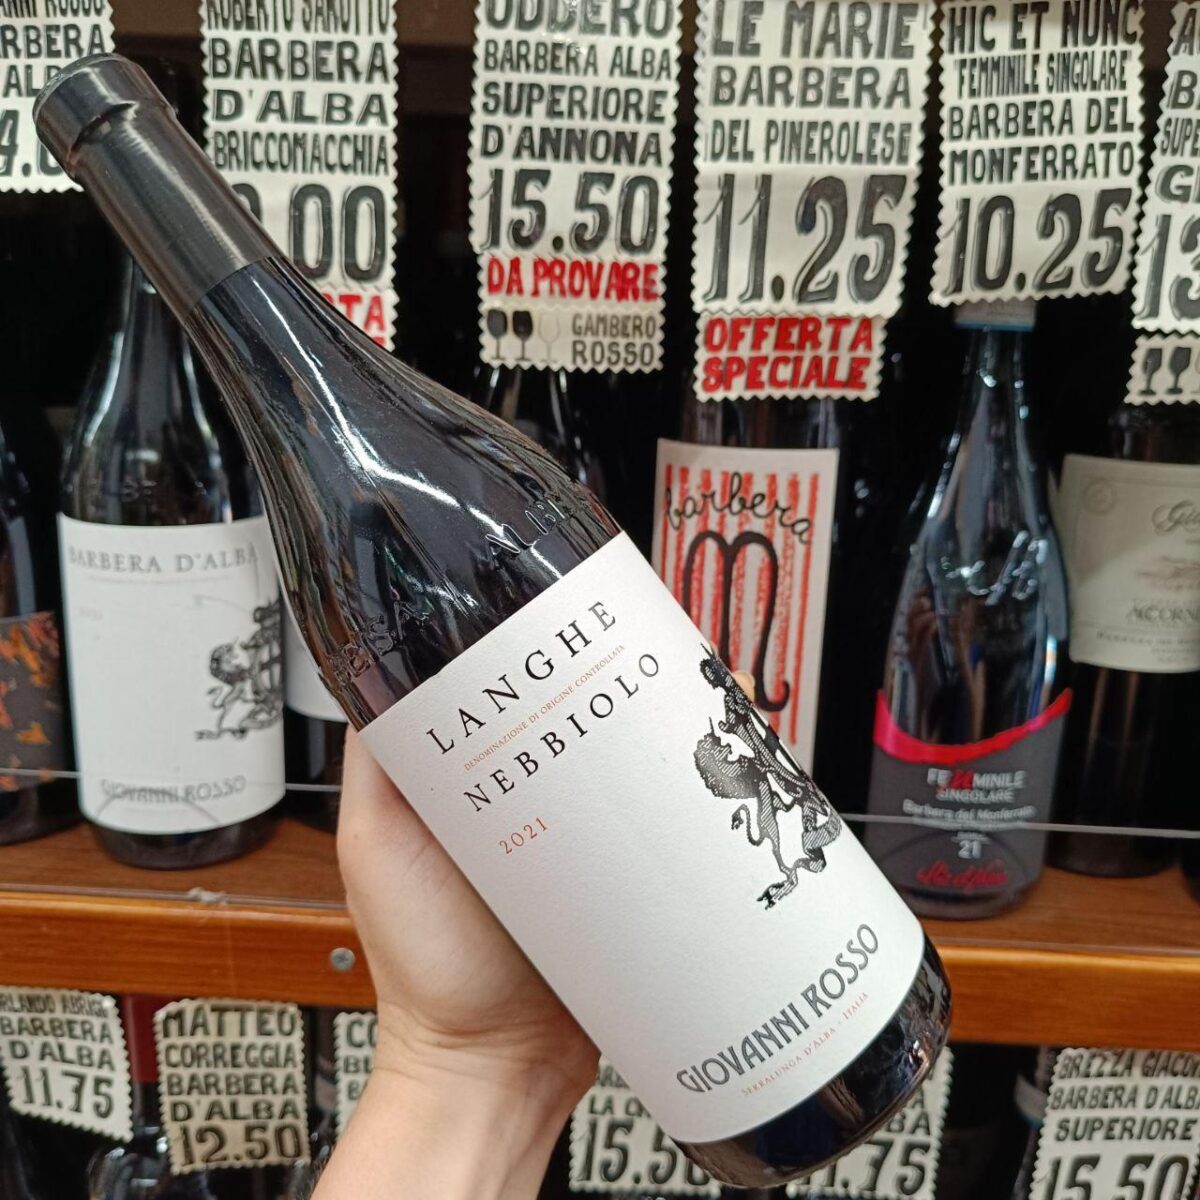 ROBERTO SAROTTO
BARBERA
D'ALBA
BRICCOMACCHIA
ODDERO
BARBERA ALBA
SUPERIORE
D'ANNONA
15.50
DA PROVARE
GAMBERO
ROSSO
LE MARIE
BARBERA
DEL PINEROLESE
11.25
OFFERTA
SPECIALE
HIC ET NUNC
'FEMMINILE SINGOLARE'
BARBERA DEL
MONFERRATO
10.25
BARBERA D'ALBA
GIOVANNI ROSSO
LANGHE
DENOMINAZIONE DI ORIGINE CONTROLLATA
NEBBIOLO
2021
GIOVANNI ROSSO
SERRALUNGA D'ALBA - ITALIA
barbera
m
FEMMINILE
SINGOLARE
Barbera del Monferrato
21
BARBERA
D'ALBA
11.75
MATTEO
CORREGGIA
BARBERA
D'ALBA
12.50
BREZZA
BARBERA D'ALBA
SUPERIORE
15.50